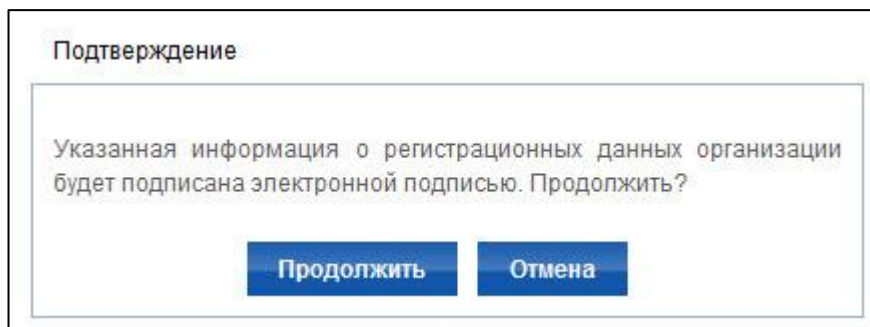 Подтверждение
Указанная информация о регистрационных данных организации
будет подписана электронной подписью. Продолжить?
Продолжить Отмена